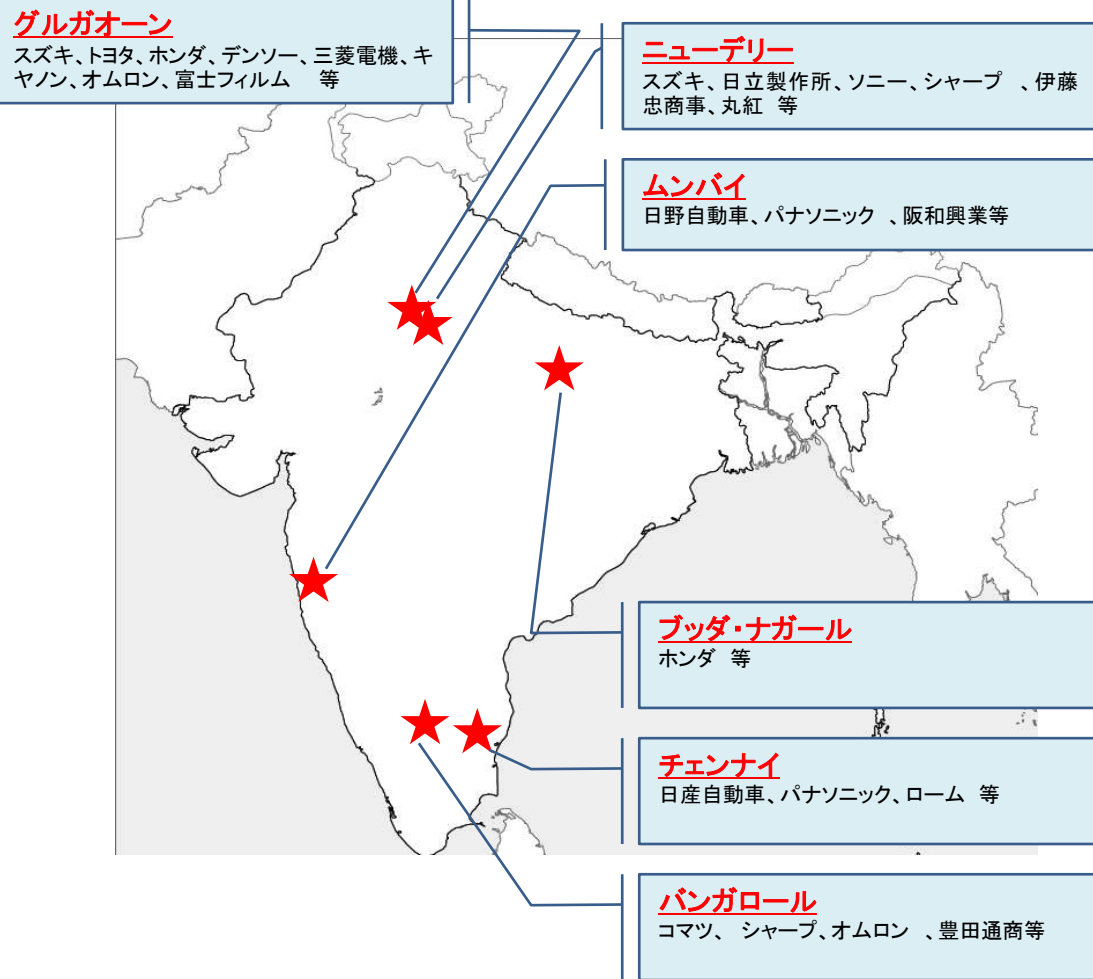 グルガオーン
スズキ、トヨタ、ホンダ、デンソー、三菱電機、キ
ヤノン、オムロン、富士フィルム　等
ニューデリー
スズキ、日立製作所、ソニー、シャープ　、伊藤
忠商事、丸紅　等
ムンバイ
日野自動車、パナソニック　、阪和興業等
ブッダ・ナガール
ホンダ　等
チェンナイ
日産自動車、パナソニック、ローム　等
バンガロール
コマツ、　シャープ、オムロン　、豊田通商等